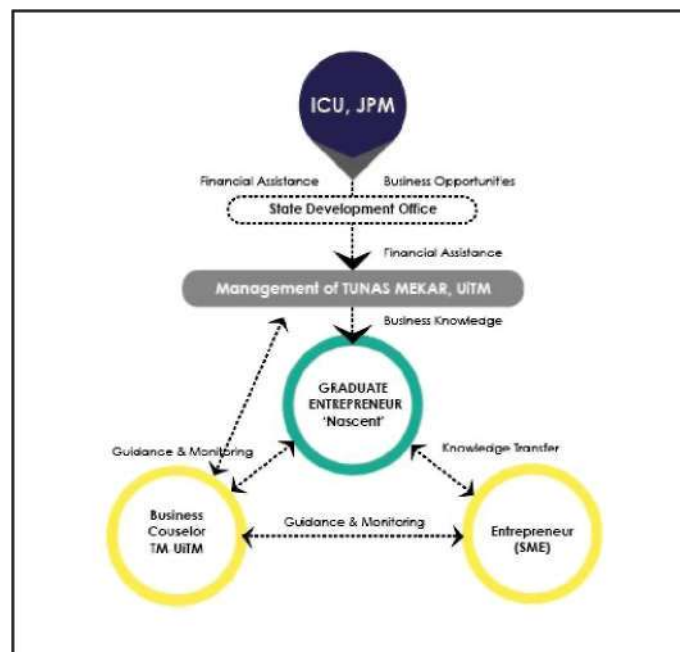 ICU, JPM
Financial Assistance
Business Opportunities
State Development Office
Financial Assistance
Management of TUNAS MEKAR, UiTM
Business Knowledge
GRADUATE
ENTREPRENEUR
'Nascent'
Guidance & Monitoring
Knowledge Transfer
Business
Couselor
TM UiTM
Guidance & Monitoring
Entrepreneur
(SME)